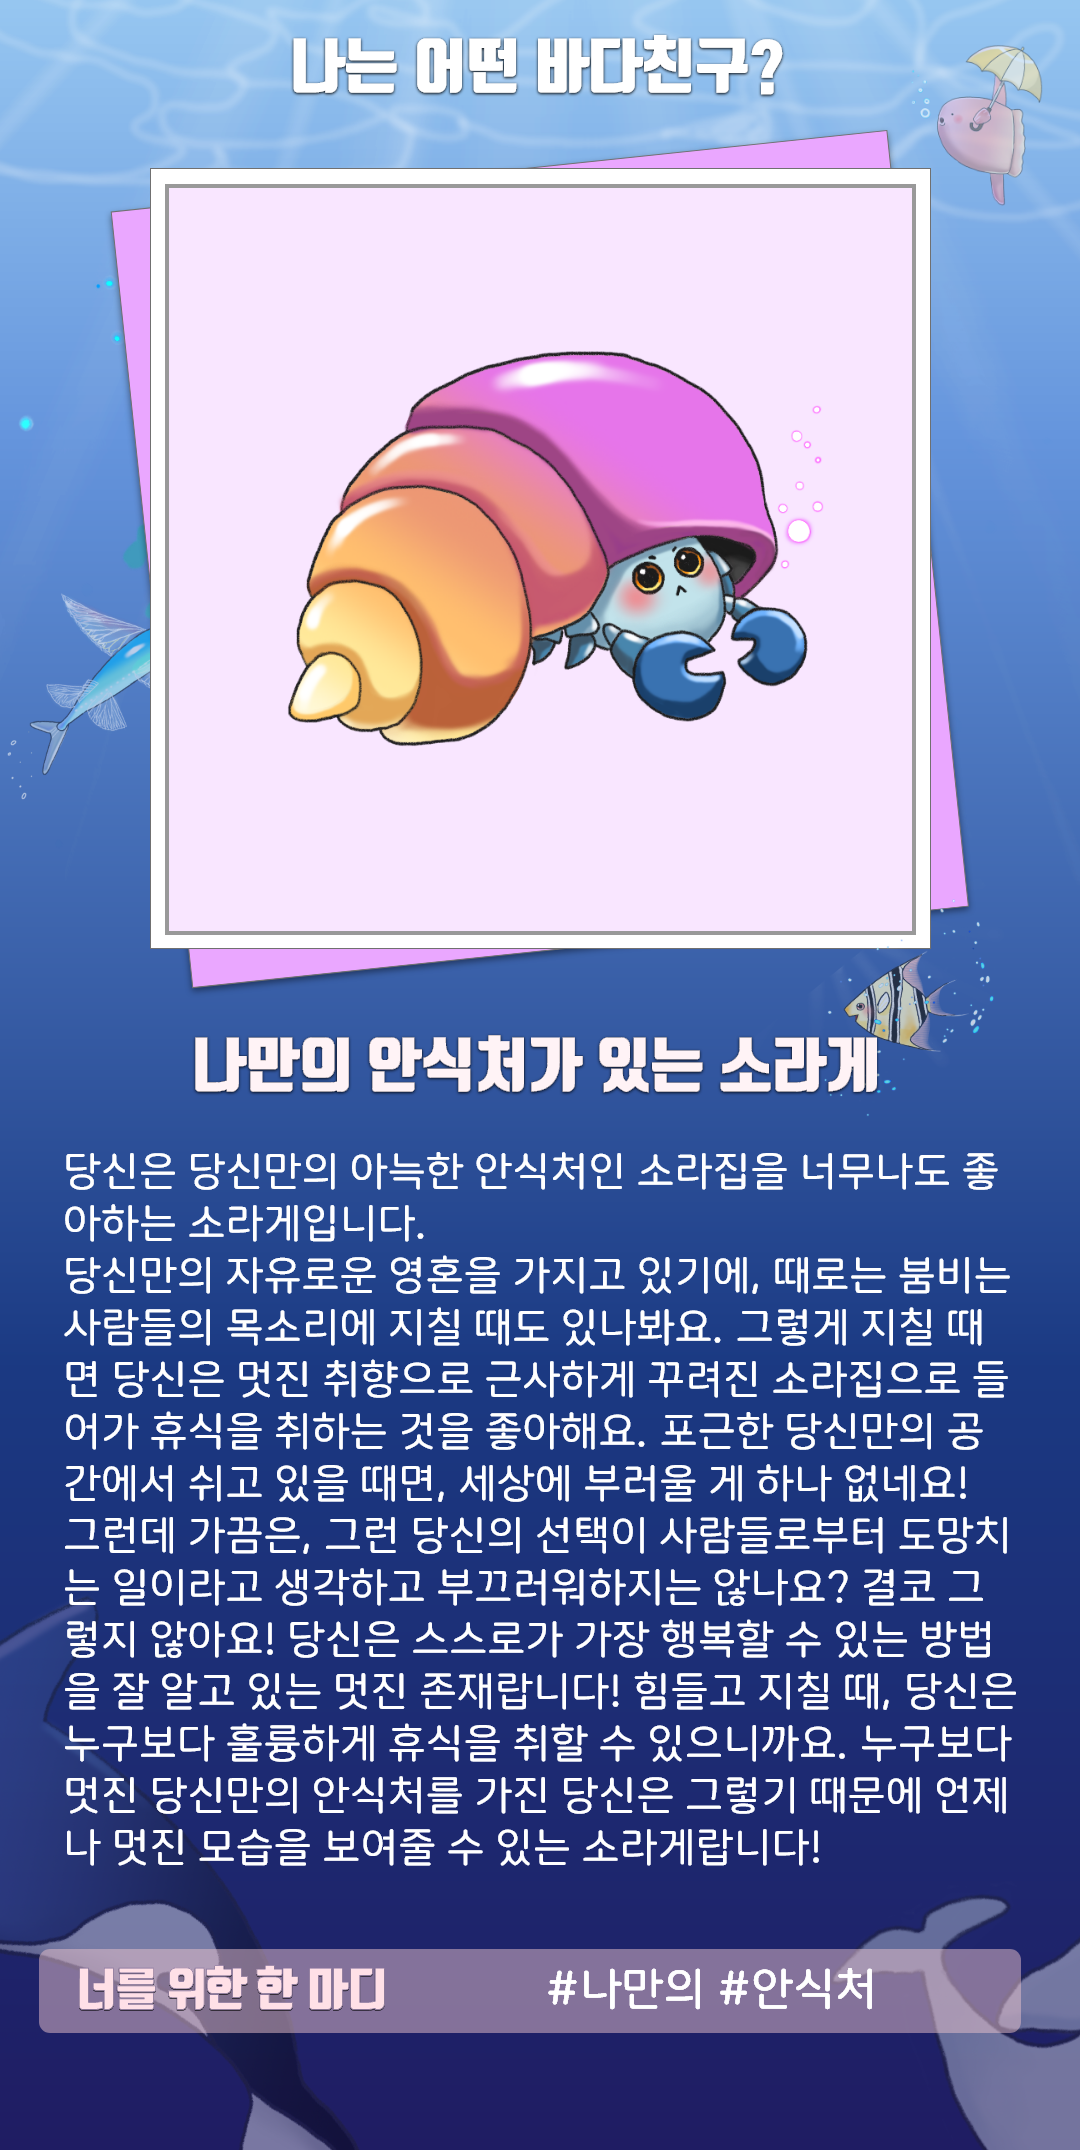 나는 어떤 바다친구?
나만의 안식처가 있는 소라게
당신은 당신만의 아늑한 안식처인 소라집을 너무나도 좋
아하는 소라게입니다.
당신만의 자유로운 영혼을 가지고 있기에, 때로는 붐비는
사람들의 목소리에 지칠 때도 있나봐요. 그렇게 지칠 때
면 당신은 멋진 취향으로 근사하게 꾸려진 소라집으로 들
어가 휴식을 취하는 것을 좋아해요. 포근한 당신만의 공
간에서 쉬고 있을 때면, 세상에 부러울 게 하나 없네요!
그런데 가끔은, 그런 당신의 선택이 사람들로부터 도망치
는 일이라고 생각하고 부끄러워하지는 않나요? 결코 그
렇지 않아요! 당신은 스스로가 가장 행복할 수 있는 방법
을 잘 알고 있는 멋진 존재랍니다! 힘들고 지칠 때, 당신은
누구보다 훌륭하게 휴식을 취할 수 있으니까요. 누구보다
멋진 당신만의 안식처를 가진 당신은 그렇기 때문에 언제
나 멋진 모습을 보여줄 수 있는 소라게랍니다!
너를 위한 한 마디 #나만의 #안식처